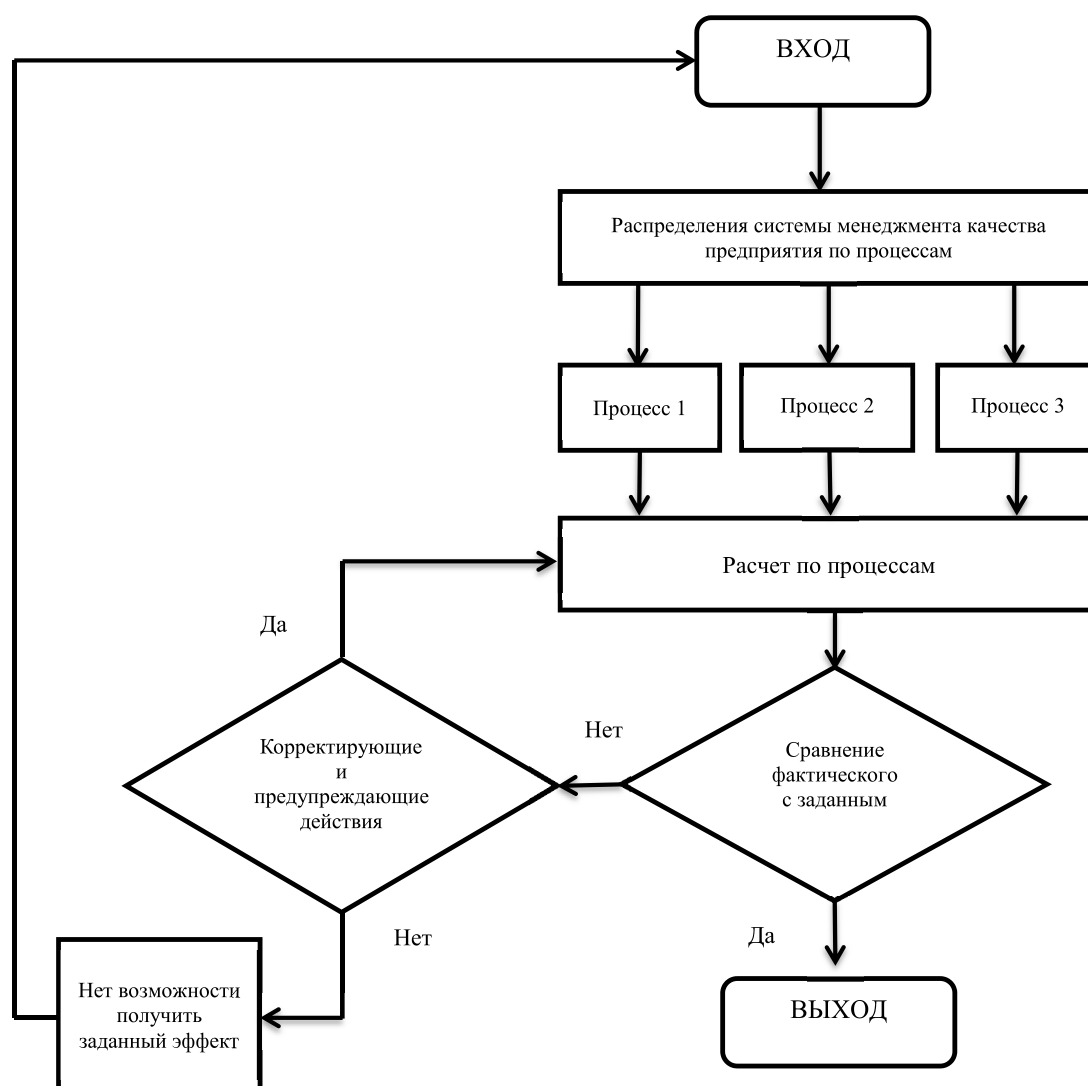 ВХОД
Распределения системы менеджмента качества
предприятия по процессам
Процесс 1
Процесс 2
Процесс 3
Расчет по процессам
Да
Корректирующие
и
предупреждающие
действия
Нет
Сравнение
фактического
с заданным
Нет
Да
Нет возможности
получить
заданный эффект
ВЫХОД